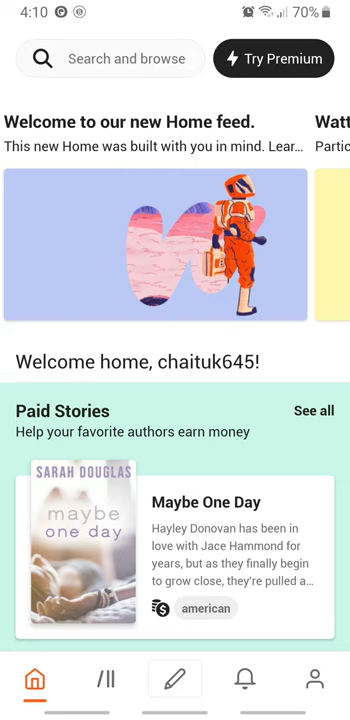 4:10
70%
Search and browse
Try Premium
Welcome to our new Home feed.
Watt
This new Home was built with you in mind. Lear...
Partic
Welcome home, chaituk645!
Paid Stories
See all
Help your favorite authors earn money
SARAH DOUGLAS
maybe
one day
Maybe One Day
Hayley Donovan has been in
love with Jace Hammond for
years, but as they finally begin
to grow close, they're pulled a...
american